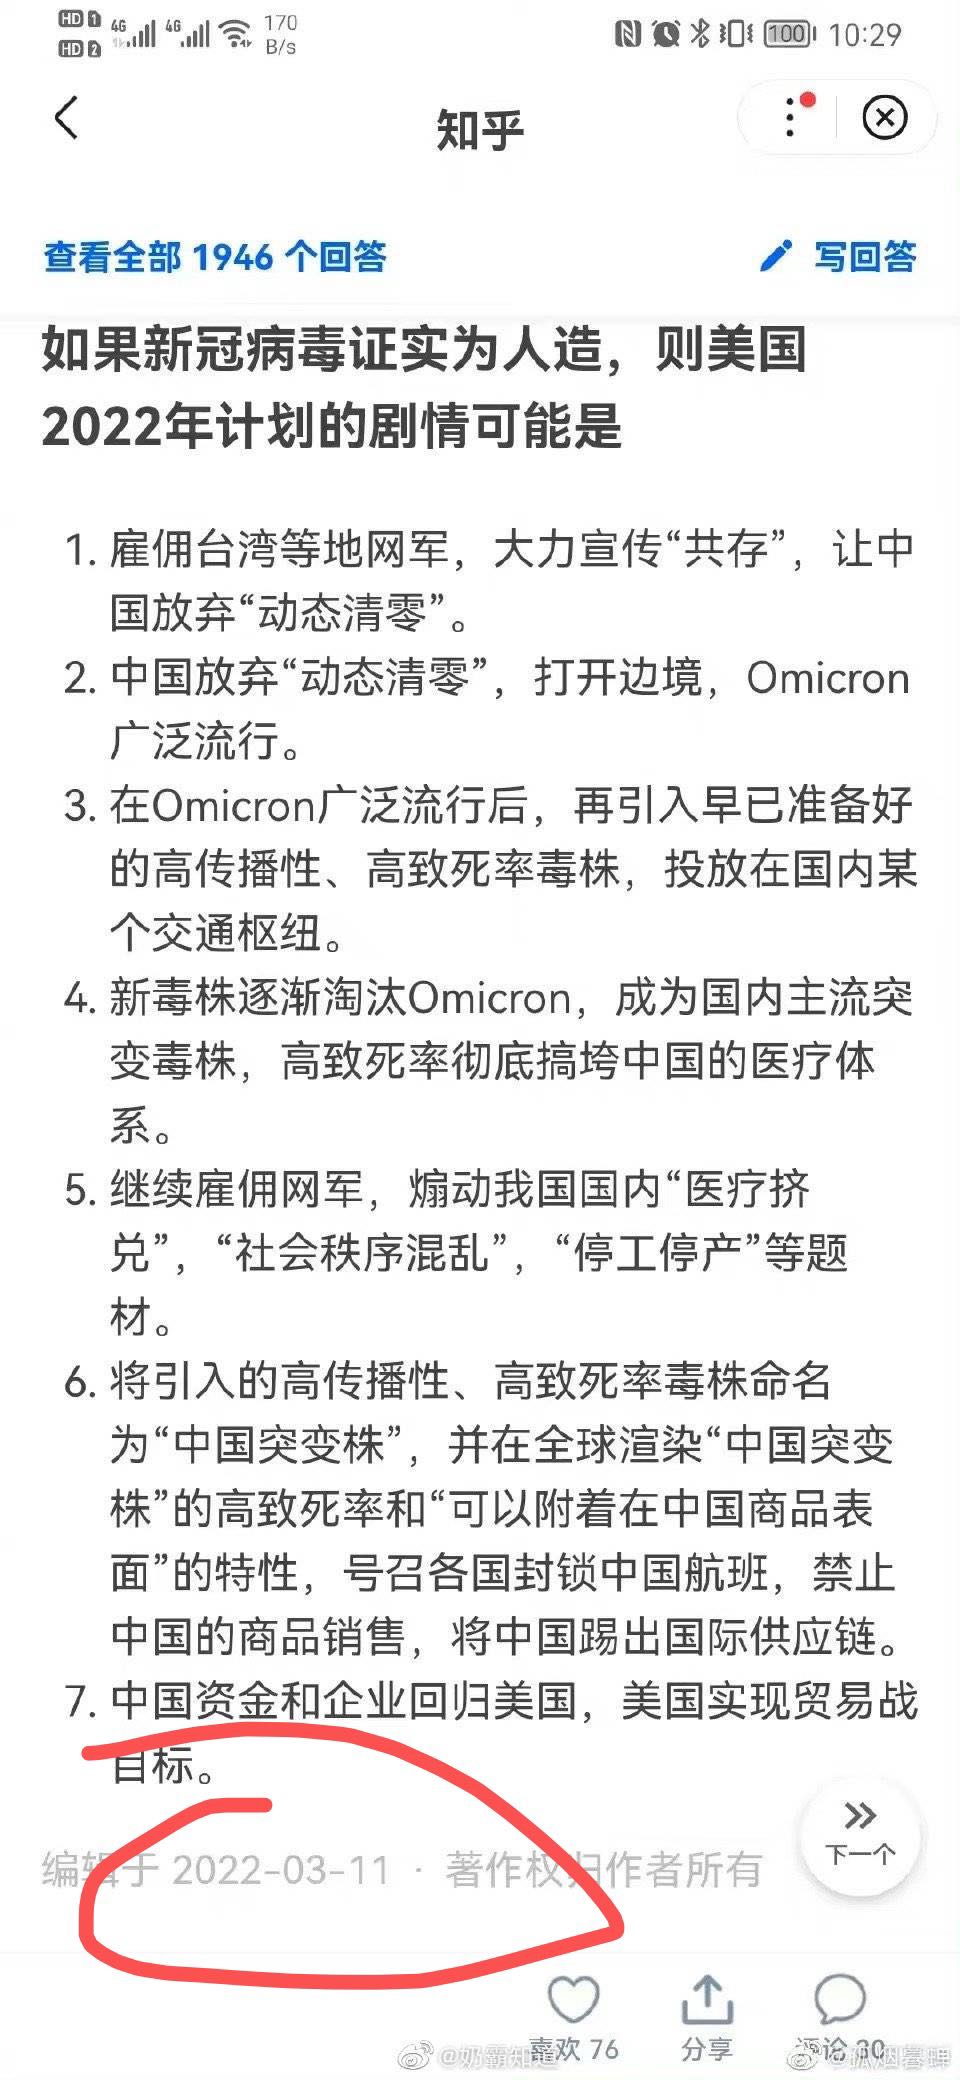 HD 1 4G 4G 170
HD 2 B/s
100 10:29
知乎
查看全部 1946 个回答
写回答
如果新冠病毒证实为人造，则美国
2022年计划的剧情可能是
1. 雇佣台湾等地网军，大力宣传“共存”，让中
国放弃“动态清零”。
2. 中国放弃“动态清零”，打开边境，Omicron
广泛流行。
3. 在Omicron广泛流行后，再引入早已准备好
的高传播性、高致死率毒株，投放在国内某
个交通枢纽。
4. 新毒株逐渐淘汰Omicron，成为国内主流突
变毒株，高致死率彻底搞垮中国的医疗体
系。
5. 继续雇佣网军，煽动我国国内“医疗挤
兑”，“社会秩序混乱”，“停工停产”等题
材。
6. 将引入的高传播性、高致死率毒株命名
为“中国突变株”，并在全球渲染“中国突变
株”的高致死率和“可以附着在中国商品表
面”的特性，号召各国封锁中国航班，禁止
中国的商品销售，将中国踢出国际供应链。
7. 中国资金和企业回归美国，美国实现贸易战
目标。
下一个
编辑于 2022-03-11 · 著作权归作者所有
喜欢 76
分享
评论 30
@奶霸知道
@孤烟暮蝉